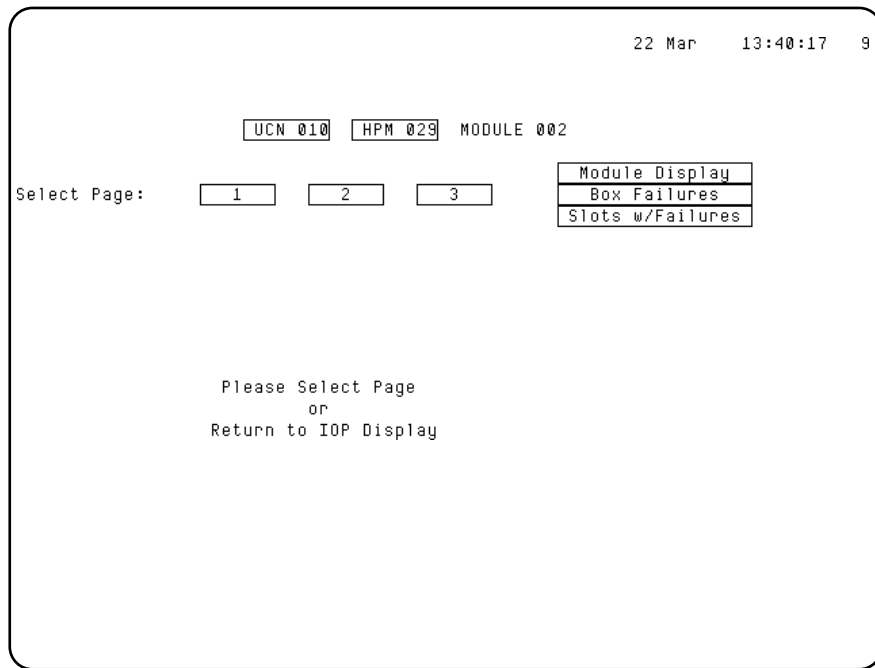 22 Mar 13:40:17 9
UCN 010 HPM 029 MODULE 002
Module Display
Select Page: 1 2 3 Box Failures
Slots w/Failures
Please Select Page
or
Return to IOP Display